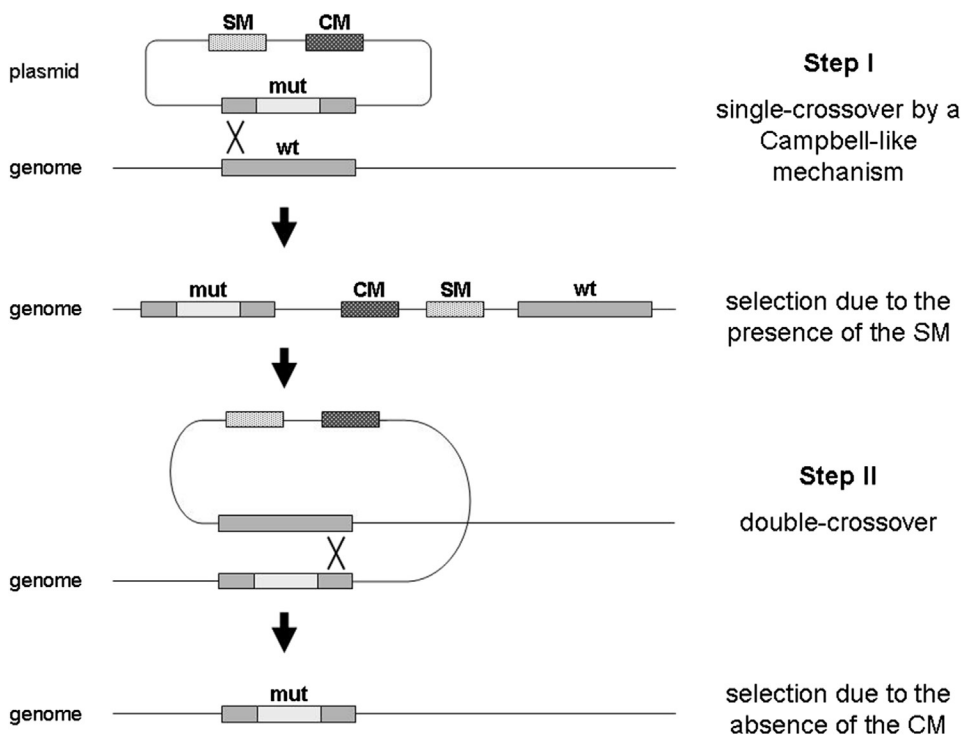 SM CM
plasmid
mut
Step I
single-crossover by a
Campbell-like
mechanism
wt
genome
mut CM SM wt
genome
selection due to the
presence of the SM
Step II
double-crossover
genome
mut
genome
selection due to the
absence of the CM